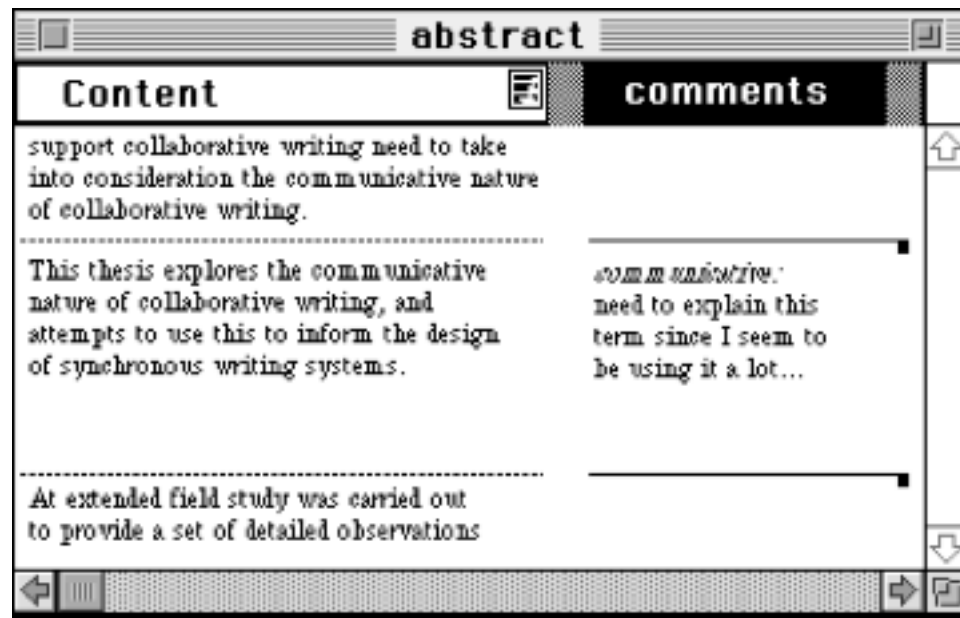 abstract
Content
comments
support collaborative writing need to take
into consideration the communicative nature
of collaborative writing.
This thesis explores the communicative
nature of collaborative writing, and
attempts to use this to inform the design
of synchronous writing systems.
communicative:
need to explain this
term since I seem to
be using it a lot...
At extended field study was carried out
to provide a set of detailed observations